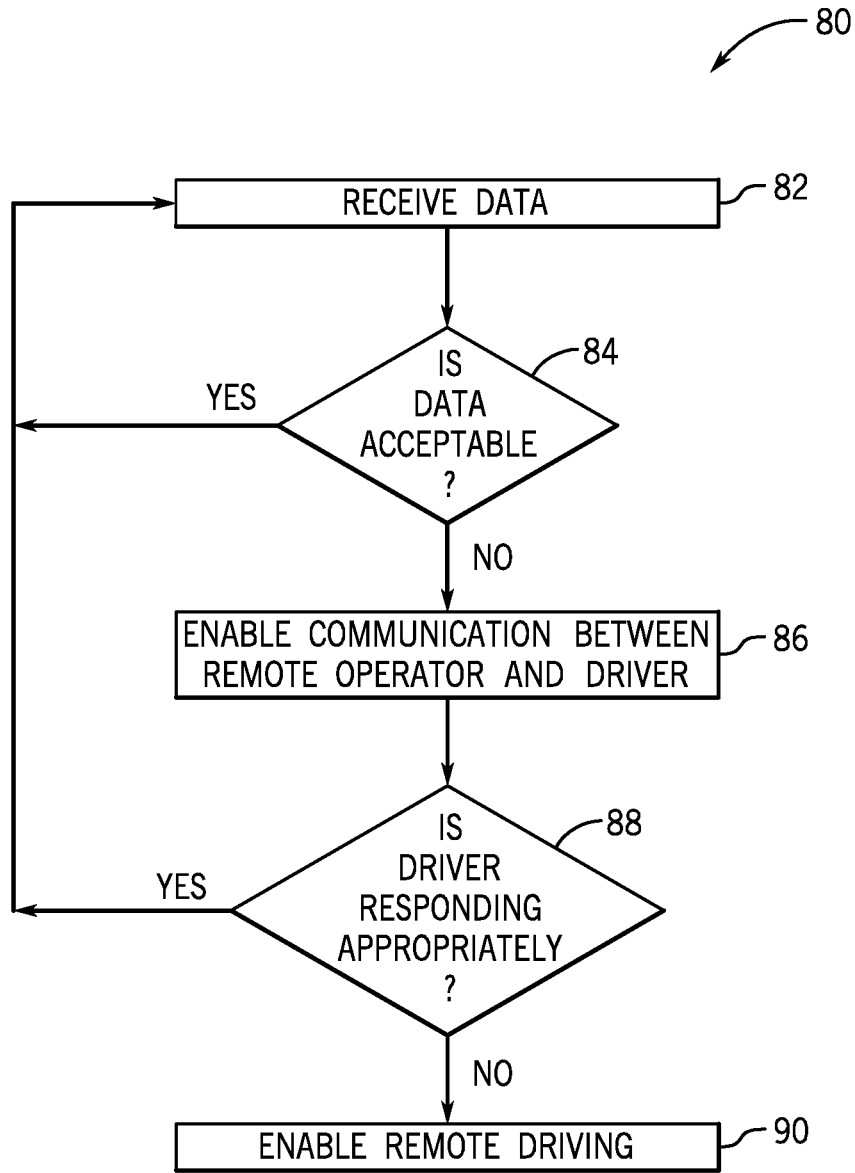 80
RECEIVE DATA
82
IS
DATA
ACCEPTABLE
?
84
YES
NO
ENABLE COMMUNICATION BETWEEN
REMOTE OPERATOR AND DRIVER
86
IS
DRIVER
RESPONDING
APPROPRIATELY
?
88
YES
NO
ENABLE REMOTE DRIVING
90